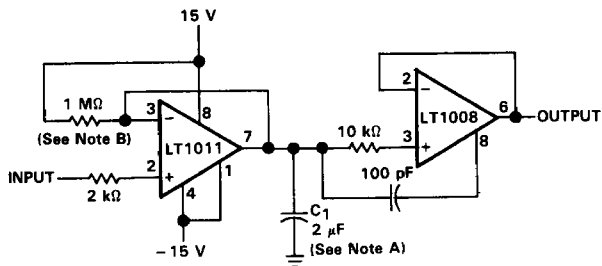 15 V
1 MΩ
(See Note B)
3
−
8
LT1011
7
2
+
1
4
INPUT
2 kΩ
−15 V
C1
2 μF
(See Note A)
10 kΩ
100 pF
2
−
LT1008
6
OUTPUT
3
+
8